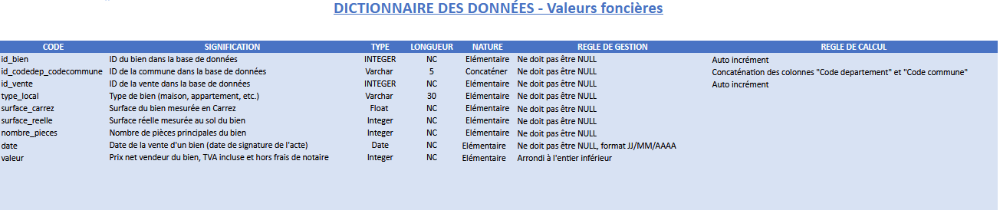 DICTIONNAIRE DES DONNÉES - Valeurs foncières
CODE SIGNIFICATION TYPE LONGUEUR NATURE REGLE DE GESTION REGLE DE CALCUL
id_bien ID du bien dans la base de données INTEGER NC Elémentaire Ne doit pas être NULL Auto incrément
id_codedep_codecommune ID de la commune dans la base de données Varchar 5 Concaténer Ne doit pas être NULL Concaténation des colonnes "Code departement" et "Code commune"
id_vente ID de la vente dans la base de données INTEGER NC Elémentaire Ne doit pas être NULL Auto incrément
type_local Type de bien (maison, appartement, etc.) Varchar 30 Elémentaire Ne doit pas être NULL
surface_carrez Surface du bien mesurée en Carrez Float NC Elémentaire Ne doit pas être NULL
surface_reelle Surface réelle mesurée au sol du bien Integer NC Elémentaire Ne doit pas être NULL
nombre_pieces Nombre de pièces principales du bien Integer NC Elémentaire Ne doit pas être NULL
date Date de la vente d'un bien (date de signature de l'acte) Date NC Elémentaire Ne doit pas être NULL, format JJ/MM/AAAA
valeur Prix net vendeur du bien, TVA incluse et hors frais de notaire Integer NC Elémentaire Arrondi à l'entier inférieur